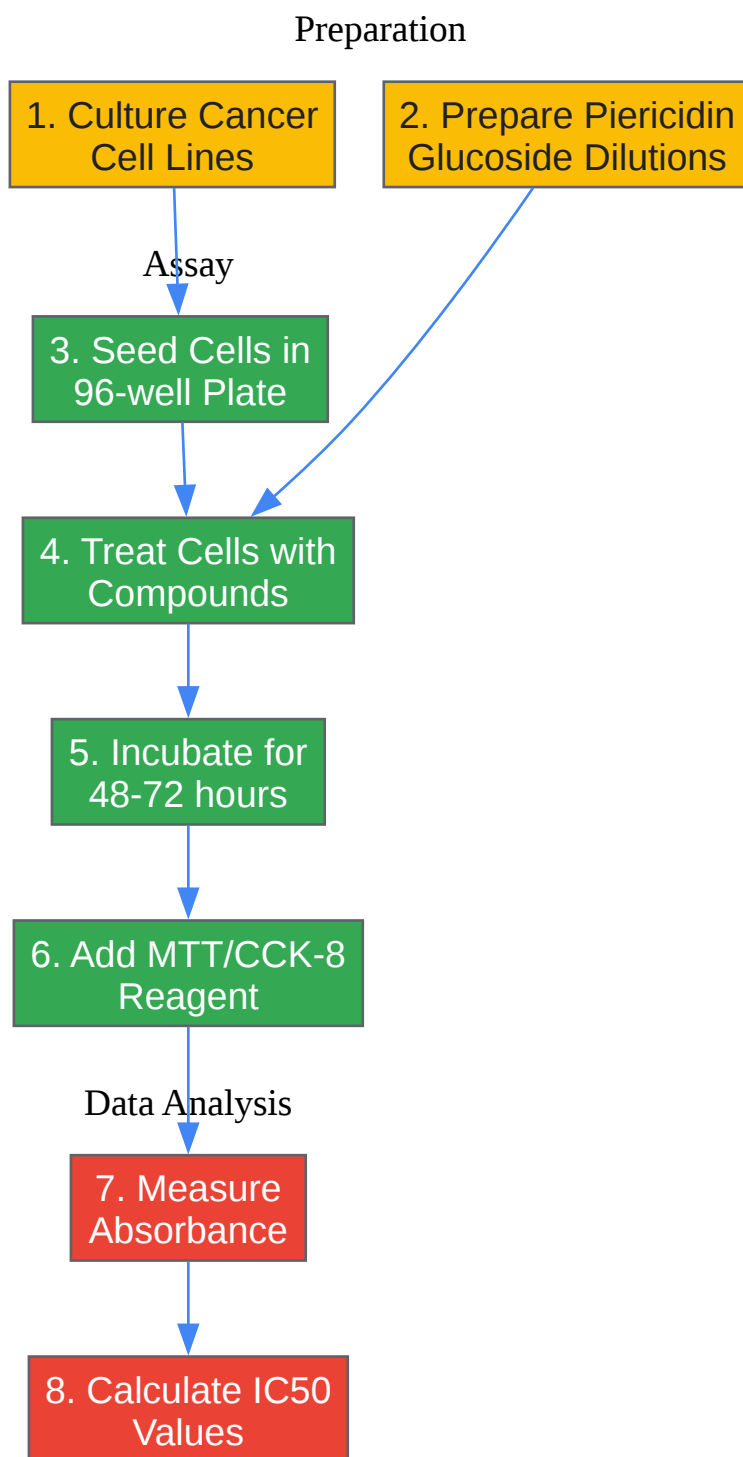 Preparation
1. Culture Cancer
Cell Lines
2. Prepare Piericidin
Glucoside Dilutions
Assay
3. Seed Cells in
96-well Plate
4. Treat Cells with
Compounds
5. Incubate for
48-72 hours
6. Add MTT/CCK-8
Reagent
Data Analysis
7. Measure
Absorbance
8. Calculate IC50
Values